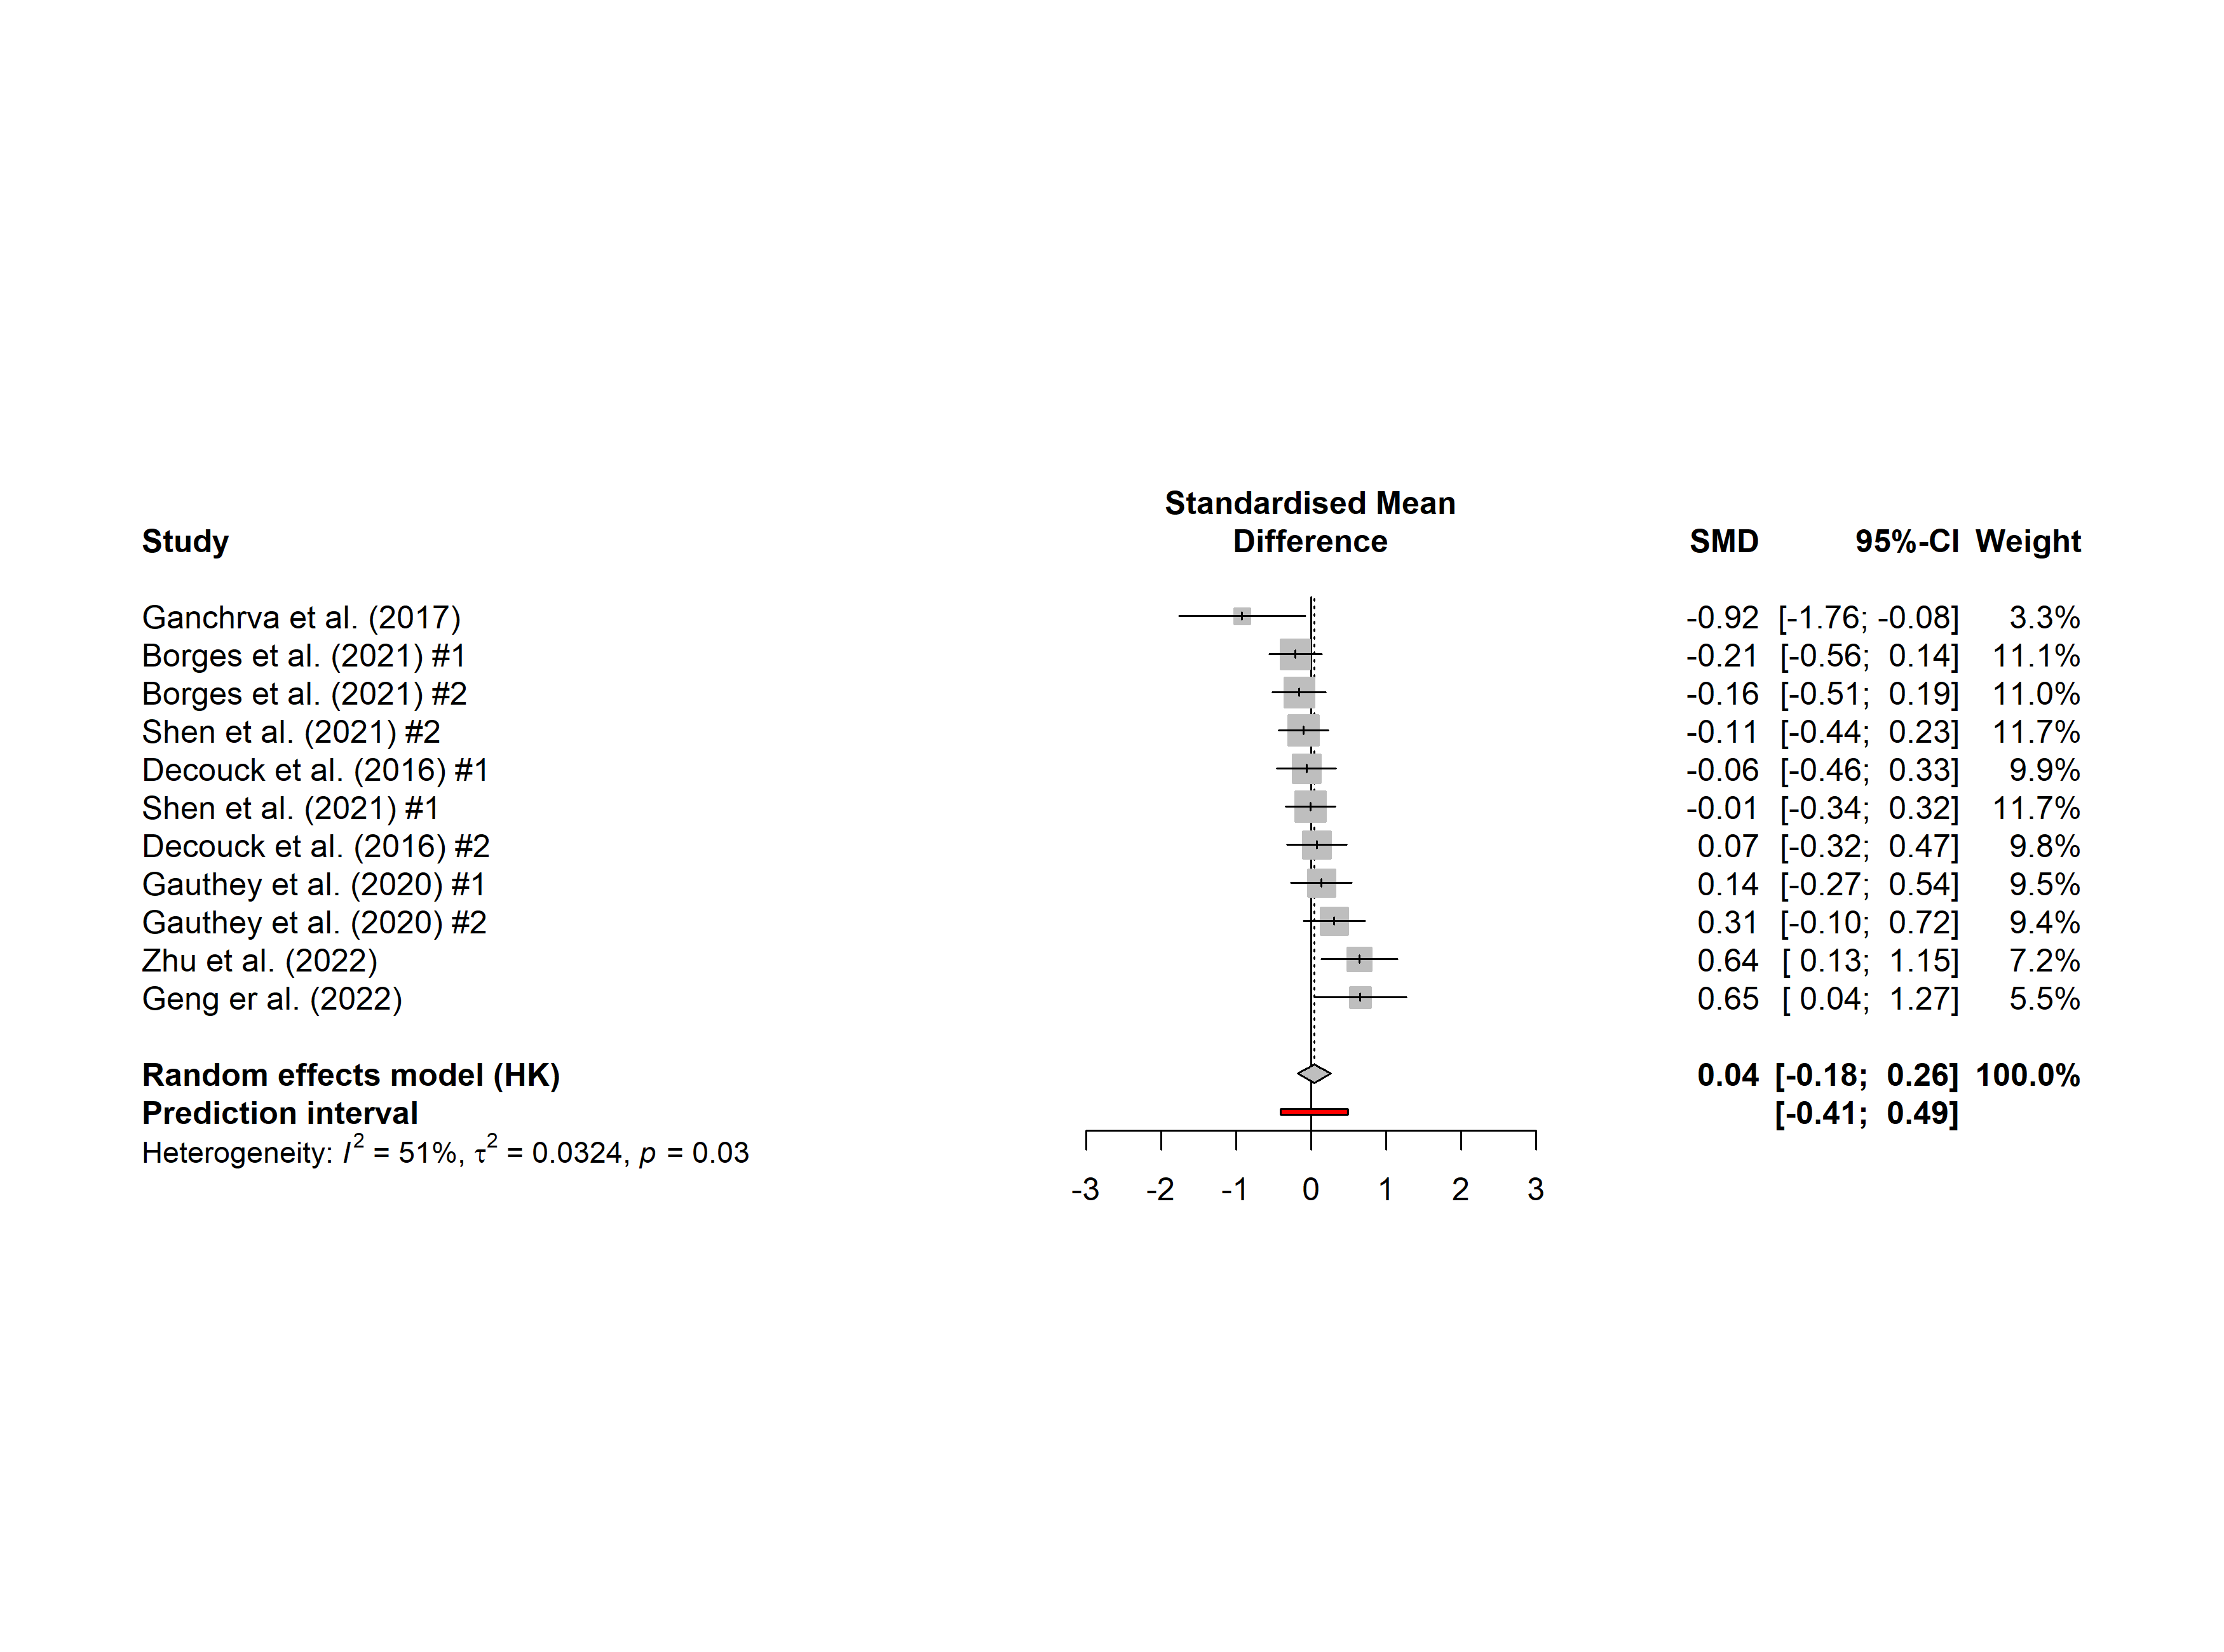 Standardised Mean
Study Difference SMD 95%-CI Weight
Ganchrva et al. (2017) -0.92 [-1.76; -0.08] 3.3%
Borges et al. (2021) #1 -0.21 [-0.56; 0.14] 11.1%
Borges et al. (2021) #2 -0.16 [-0.51; 0.19] 11.0%
Shen et al. (2021) #2 -0.11 [-0.44; 0.23] 11.7%
Decouck et al. (2016) #1 -0.06 [-0.46; 0.33] 9.9%
Shen et al. (2021) #1 -0.01 [-0.34; 0.32] 11.7%
Decouck et al. (2016) #2 0.07 [-0.32; 0.47] 9.8%
Gauthey et al. (2020) #1 0.14 [-0.27; 0.54] 9.5%
Gauthey et al. (2020) #2 0.31 [-0.10; 0.72] 9.4%
Zhu et al. (2022) 0.64 [ 0.13; 1.15] 7.2%
Geng er al. (2022) 0.65 [ 0.04; 1.27] 5.5%
Random effects model (HK) 0.04 [-0.18; 0.26] 100.0%
Prediction interval [-0.41; 0.49]
Heterogeneity: I² = 51%, τ² = 0.0324, p = 0.03
-3 -2 -1 0 1 2 3